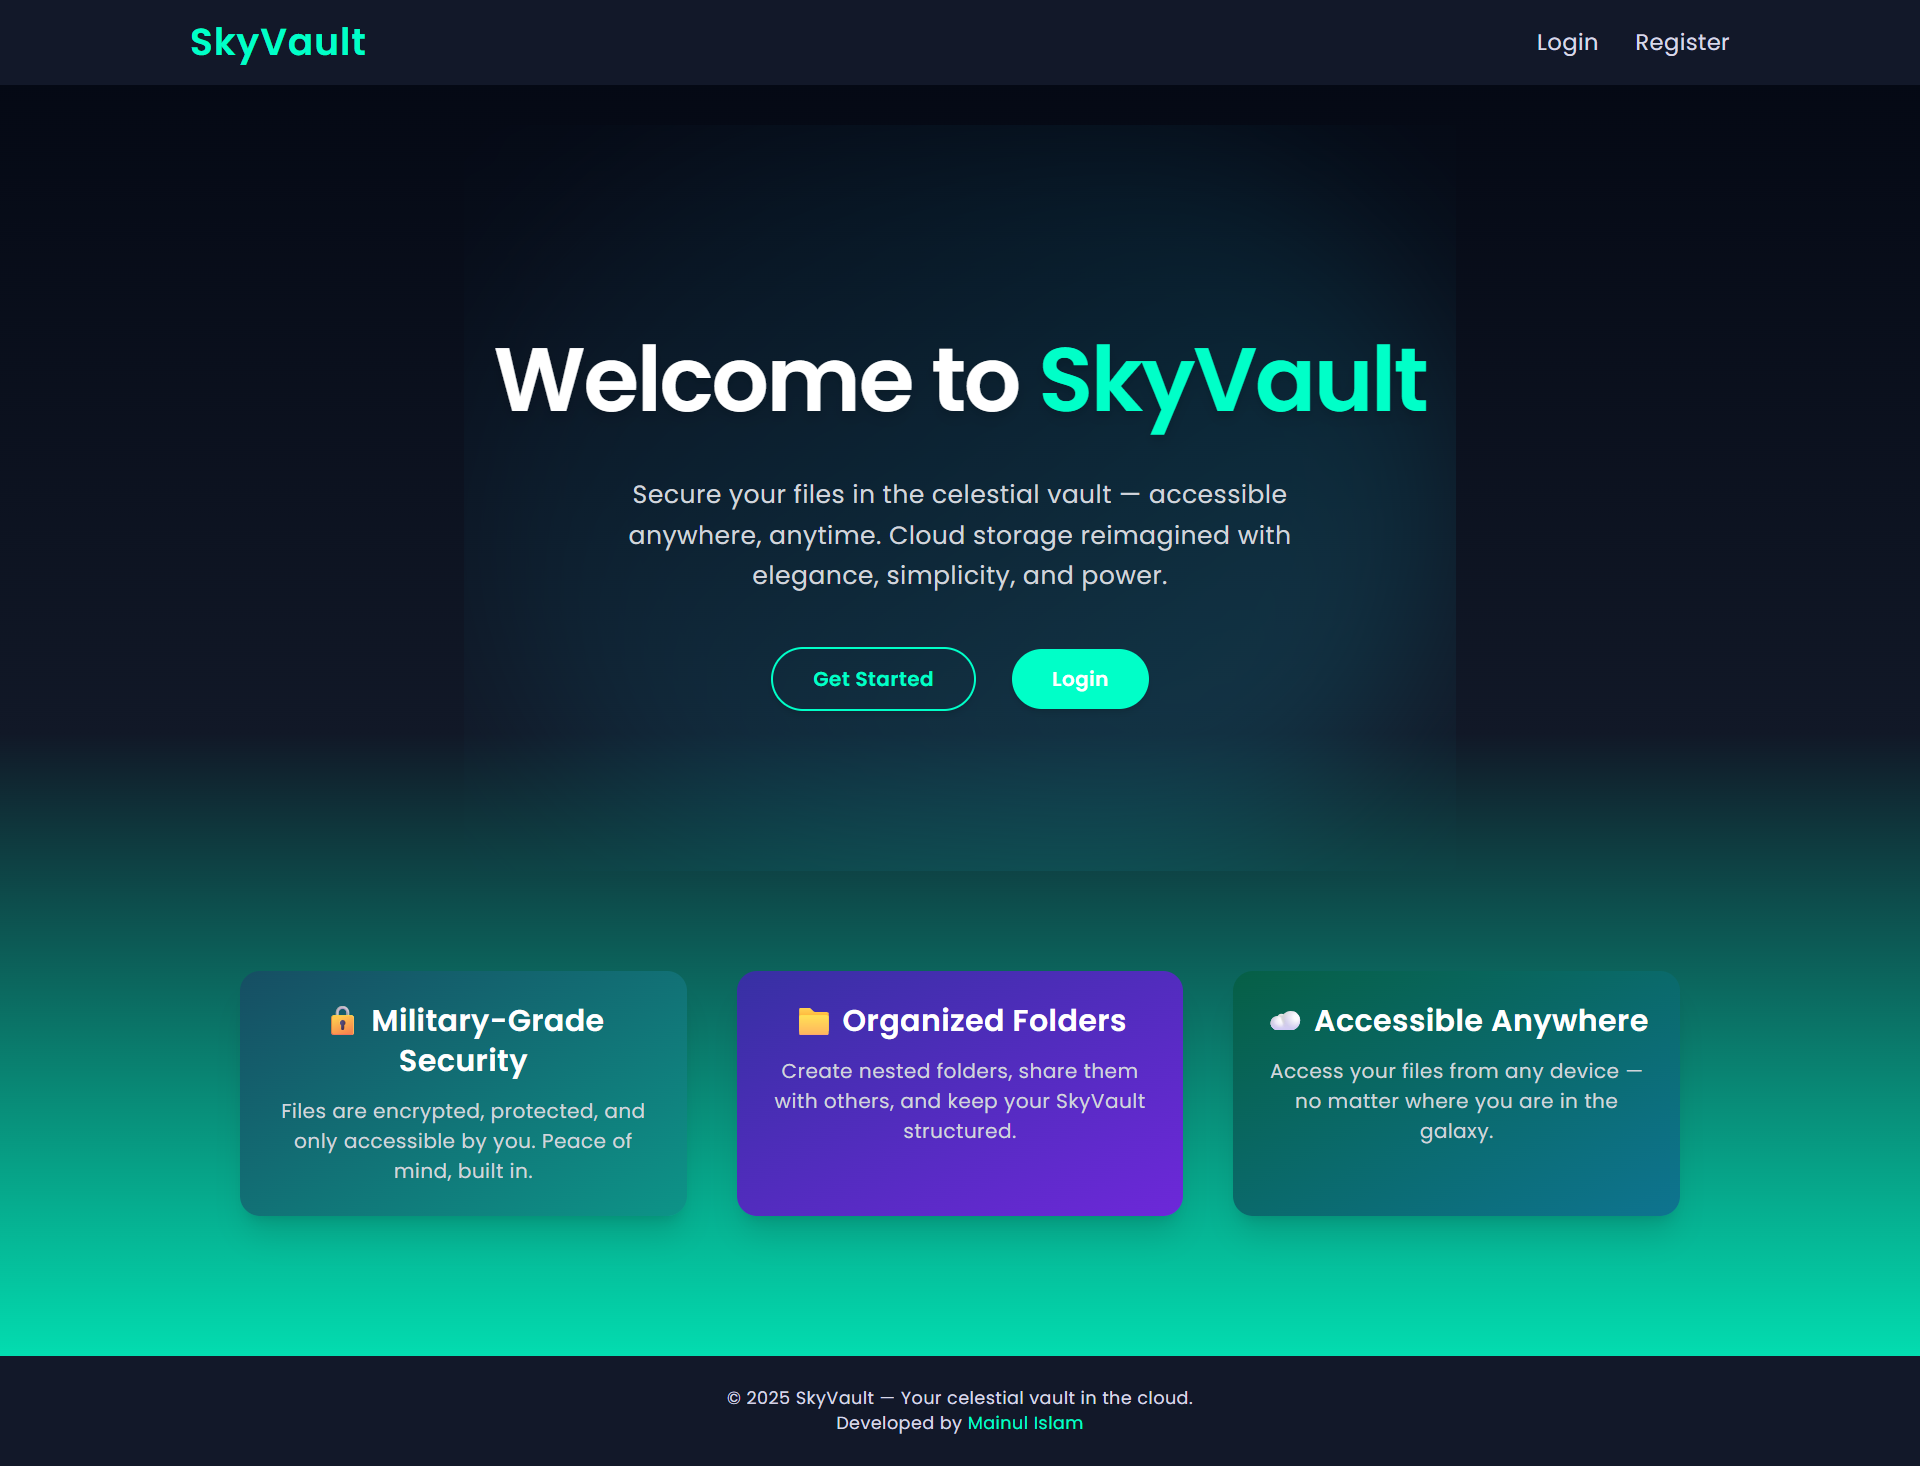 SkyVault
Login
Register
Welcome to SkyVault
Secure your files in the celestial vault — accessible
anywhere, anytime. Cloud storage reimagined with
elegance, simplicity, and power.
Get Started
Login
Military-Grade
Security
Files are encrypted, protected, and
only accessible by you. Peace of
mind, built in.
Organized Folders
Create nested folders, share them
with others, and keep your SkyVault
structured.
Accessible Anywhere
Access your files from any device —
no matter where you are in the
galaxy.
© 2025 SkyVault — Your celestial vault in the cloud.
Developed by Mainul Islam